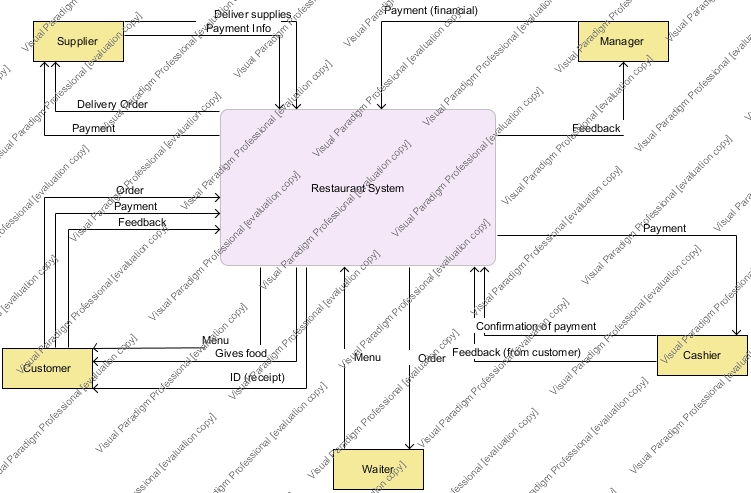 Deliver supplies
Payment (financial)
Payment Info
Supplier
Manager
Delivery Order
Payment
Feedback
Restaurant System
Order
Payment
Feedback
Payment
Confirmation of payment
Menu
Gives food
Menu
Order
Feedback (from customer)
Cashier
Customer
ID (receipt)
Waiter
Visual Paradigm Professional [evaluation copy]